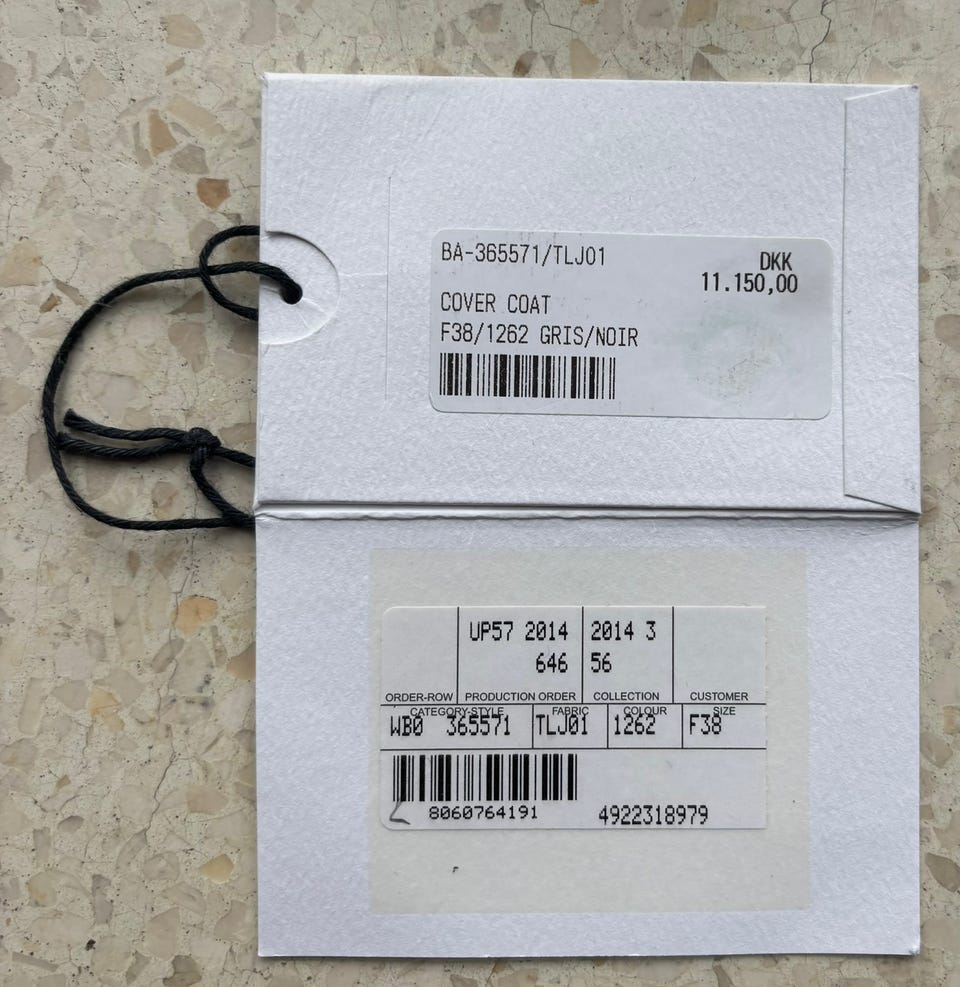 BA-365571/TLJ01
DKK
11.150,00
COVER COAT
F38/1262 GRIS/NOIR
UP57 2014 2014 3
646 56
ORDER-ROW PRODUCTION ORDER COLLECTION CUSTOMER
CATEGORY-STYLE FABRIC COLOUR SIZE
WB0 365571 TLJ01 1262 F38
8060764191 4922318979